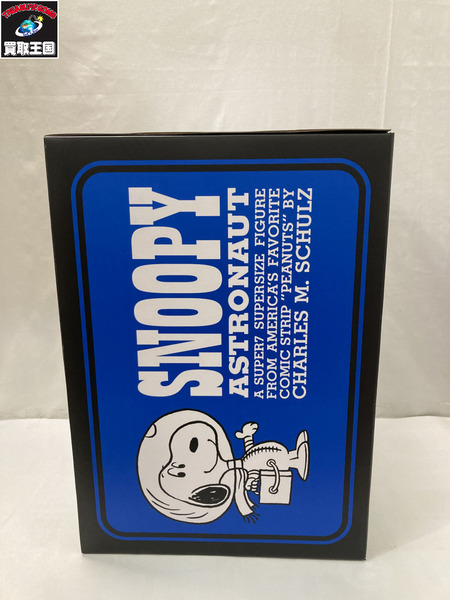 買取王国
SNOOPY
ASTRONAUT
A SUPER7 SUPERSIZE FIGURE
FROM AMERICA'S FAVORITE
COMIC STRIP "PEANUTS" BY
CHARLES M. SCHULZ